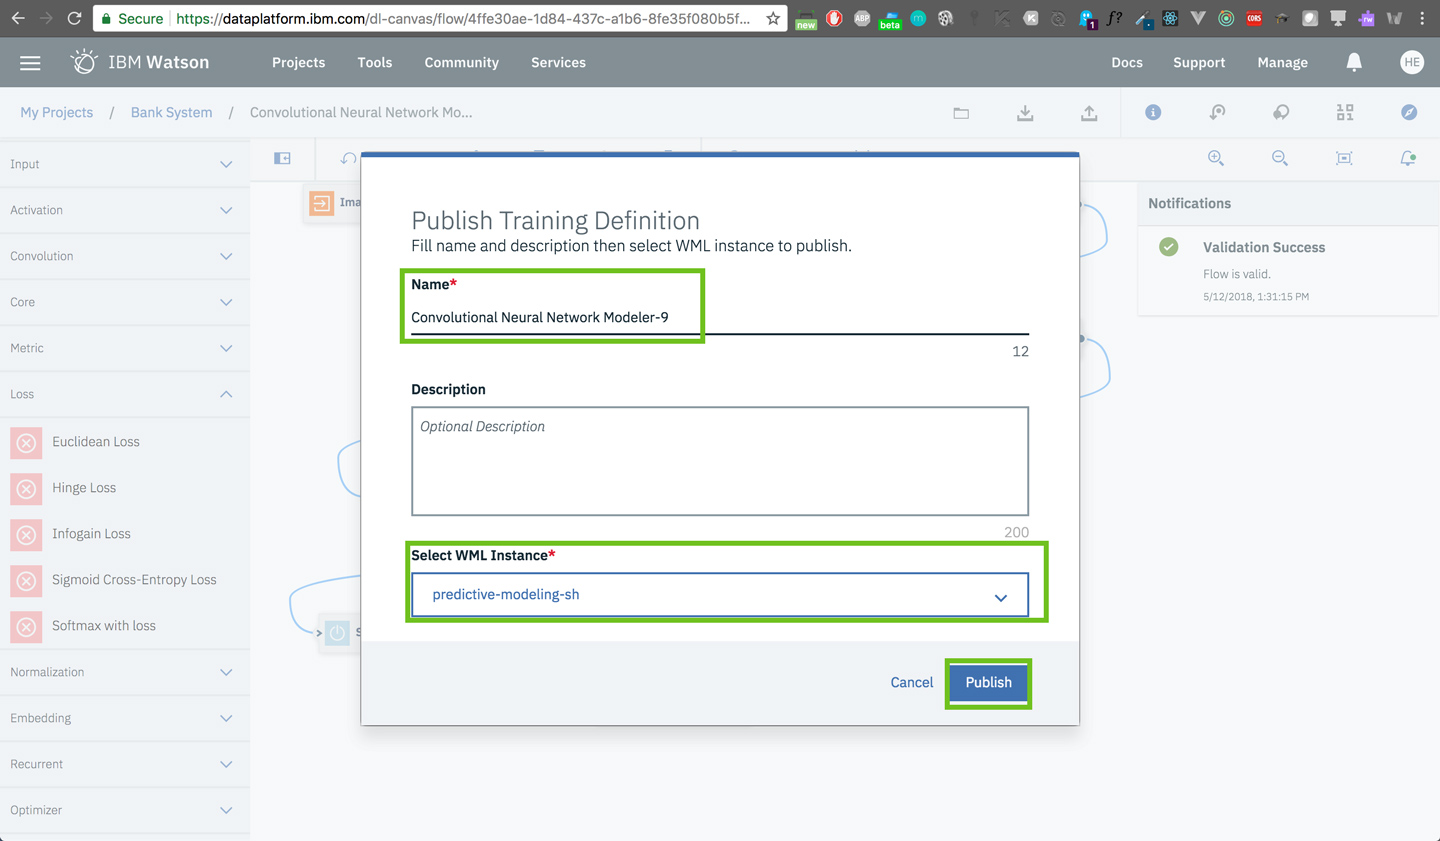 Secure
https://dataplatform.ibm.com/dl-canvas/flow/4ffe30ae-1d84-437c-a1b6-8fe35f080b5f...
new
ABP
beta
m
K
f?
1
CORS
rw
W
IBM Watson
Projects
Tools
Community
Services
Docs
Support
Manage
HE
My Projects / Bank System / Convolutional Neural Network Mo...
Input
Activation
Convolution
Core
Metric
Loss
Euclidean Loss
Hinge Loss
Infogain Loss
Sigmoid Cross-Entropy Loss
Softmax with loss
Normalization
Embedding
Recurrent
Optimizer
Ima
S
Publish Training Definition
Fill name and description then select WML instance to publish.
Name*
Convolutional Neural Network Modeler-9
12
Description
Optional Description
200
Select WML Instance*
predictive-modeling-sh
Cancel
Publish
Notifications
Validation Success
Flow is valid.
5/12/2018, 1:31:15 PM